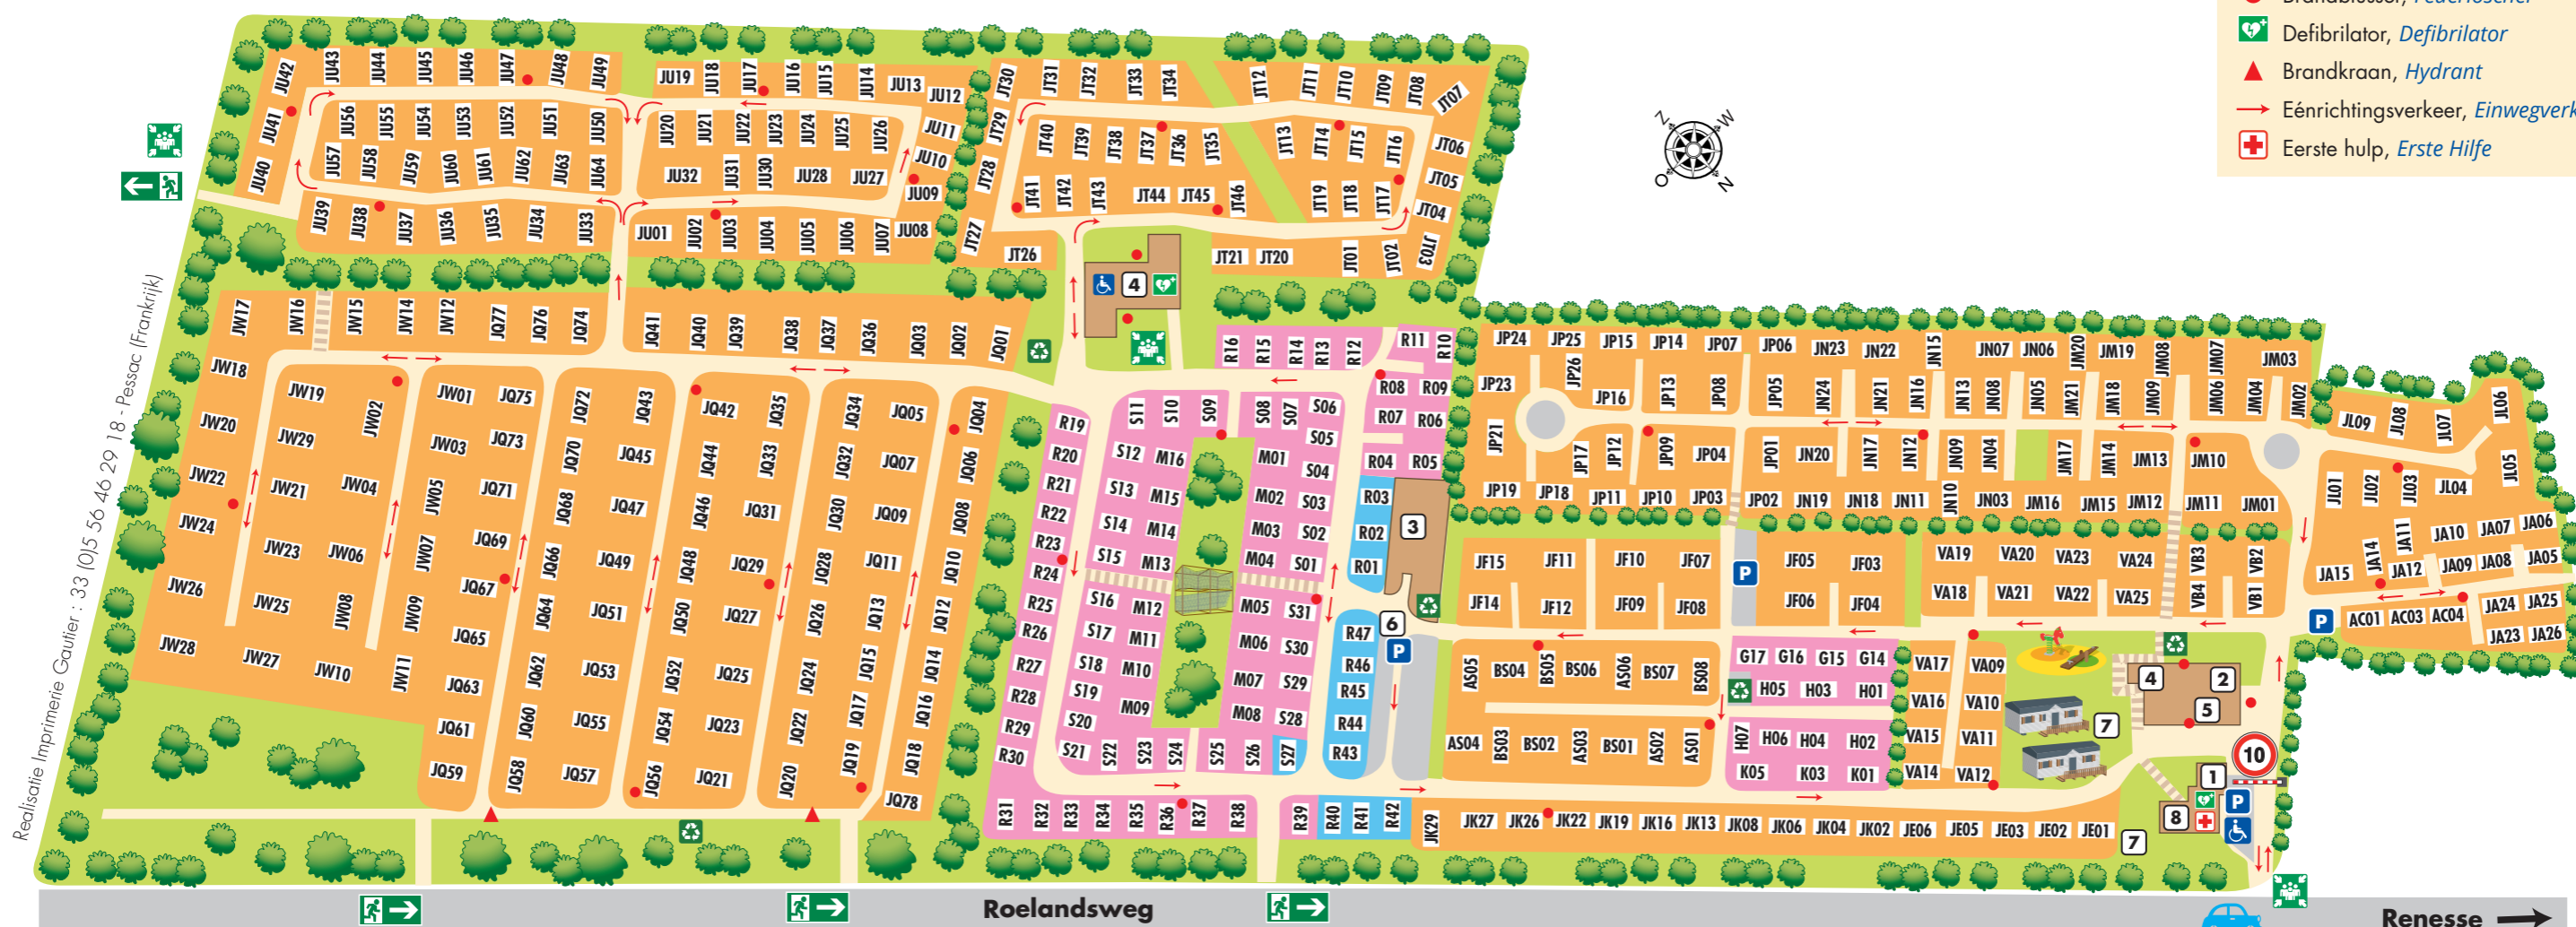 Brandblusser, Feuerlöscher
Defibrilator, Defibrilator
Brandkraan, Hydrant
Eénrichtingsverkeer, Einwegverk
Eerste hulp, Erste Hilfe
Z W
O N
JU42 JU43 JU44 JU45 JU46 JU47 JU48 JU49
JU41 JU56 JU55 JU54 JU53 JU52 JU51 JU50
JU40 JU57 JU58 JU59 JU60 JU61 JU62 JU63 JU64
JU39 JU38 JU37 JU36 JU35 JU34 JU33
JU19 JU18 JU17 JU16 JU15 JU14 JU13 JU12
JU20 JU21 JU22 JU23 JU24 JU25 JU26 JU11
JU32 JU31 JU30 JU28 JU27 JU10 JU09
JU01 JU02 JU03 JU04 JU05 JU06 JU07 JU08
JT30 JT31 JT32 JT33 JT34 JT12 JT11 JT10 JT09 JT08 JT07
JT29 JT40 JT39 JT38 JT37 JT36 JT35 JT13 JT14 JT15 JT16 JT06
JT28 JT41 JT42 JT43 JT44 JT45 JT46 JT19 JT18 JT17 JT05 JT04
JT27 JT26 4 JT21 JT20 JT01 JT02 JT03
JW17 JW16 JW15 JW14 JW12 JQ77 JQ76 JQ74 JQ41 JQ40 JQ39 JQ38 JQ37 JQ36 JQ03 JQ02 JQ01
JW18 JW20 JW22 JW24 JW26 JW28
JW19 JW29 JW21 JW23 JW25 JW27
JW02 JW04 JW06 JW08 JW10
JW01 JW03 JW05 JW07 JW09 JW11
JQ75 JQ73 JQ71 JQ69 JQ67 JQ65 JQ63 JQ61 JQ59
JQ72 JQ70 JQ68 JQ66 JQ64 JQ62 JQ60 JQ58
JQ43 JQ45 JQ47 JQ49 JQ51 JQ53 JQ55 JQ57
JQ42 JQ44 JQ46 JQ48 JQ50 JQ52 JQ54 JQ56
JQ35 JQ33 JQ31 JQ29 JQ27 JQ25 JQ23 JQ21
JQ34 JQ32 JQ30 JQ28 JQ26 JQ24 JQ22 JQ20
JQ05 JQ07 JQ09 JQ11 JQ13 JQ15 JQ17 JQ19
JQ04 JQ06 JQ08 JQ10 JQ12 JQ14 JQ16 JQ18 JQ78
R16 R15 R14 R13 R12 R11 R10
R08 R09 R07 R06 R04 R05 R03 R02 R01
3
R19 R20 R21 R22 R23 R24 R25 R26 R27 R28 R29 R30
S11 S10 S09 S08 S07 S06 S05
S12 M16 M01 S04
S13 M15 M02 S03
S14 M14 M03 S02
S15 M13 M04 S01
S16 M12 M05 S31
S17 M11 M06 S30
S18 M10 M07 S29
S19 M09 M08 S28
S20 S21 S22 S23 S24 S25 S26 S27
R47 R46 R45 R44 R43
6 P
R31 R32 R33 R34 R35 R36 R37 R38 R39 R40 R41 R42
JP24 JP25 JP15 JP14 JP07 JP06 JN23 JN22 JN15 JN07 JN06 JM20 JM19 JM08 JM07 JM03
JP23 JP26 JP16 JP13 JP08 JP05 JN24 JN21 JN16 JN13 JN08 JN05 JM21 JM18 JM09 JM06 JM04 JM02
JP21 JP17 JP12 JP09 JP04 JP01 JN20 JN17 JN12 JN09 JN04 JM17 JM14 JM13 JM10
JP19 JP18 JP11 JP10 JP03 JP02 JN19 JN18 JN11 JN10 JN03 JM16 JM15 JM12 JM11 JM01
JL09 JL08 JL07 JL06
JL01 JL02 JL03 JL04 JL05
JA15 JA14 JA11 JA12 JA10 JA09 JA07 JA08 JA06 JA05
P AC01 AC03 AC04 JA24 JA25
JA23 JA26
JF15 JF11 JF10 JF07 P JF05 JF03 VA19 VA20 VA23 VA24 VB3 VB2
JF14 JF12 JF09 JF08 JF06 JF04 VA18 VA21 VA22 VA25 VB4 VB1
AS05 BS04 BS05 BS06 AS06 BS07 BS08
AS04 BS03 BS02 AS03 BS01 AS02 AS01
G17 G16 G15 G14
H05 H03 H01
H07 H06 H04 H02
K05 K03 K01
VA17 VA09
VA16 VA10
VA15 VA11
VA14 VA12
4 2
5
7
10
1 P
8
7
JK29 JK27 JK26 JK22 JK19 JK16 JK13 JK08 JK06 JK04 JK02 JE06 JE05 JE03 JE02 JE01
Realisatie Imprimerie Gautier : 33 (0)5 56 46 29 18 - Pessac (Frankrijk)
Roelandsweg
Renesse